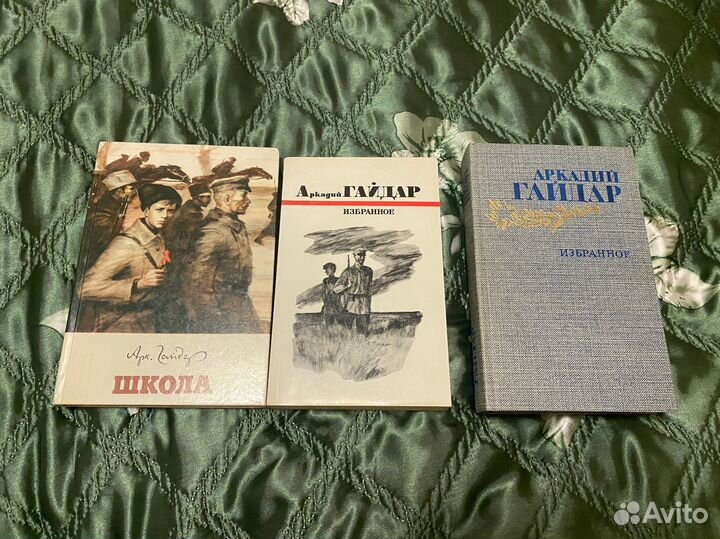 Арк. Гайдар
ШКОЛА
Аркадий ГАЙДАР
ИЗБРАННОЕ
АРКАДИЙ
ГАЙДАР
ИЗБРАННОЕ
Avito